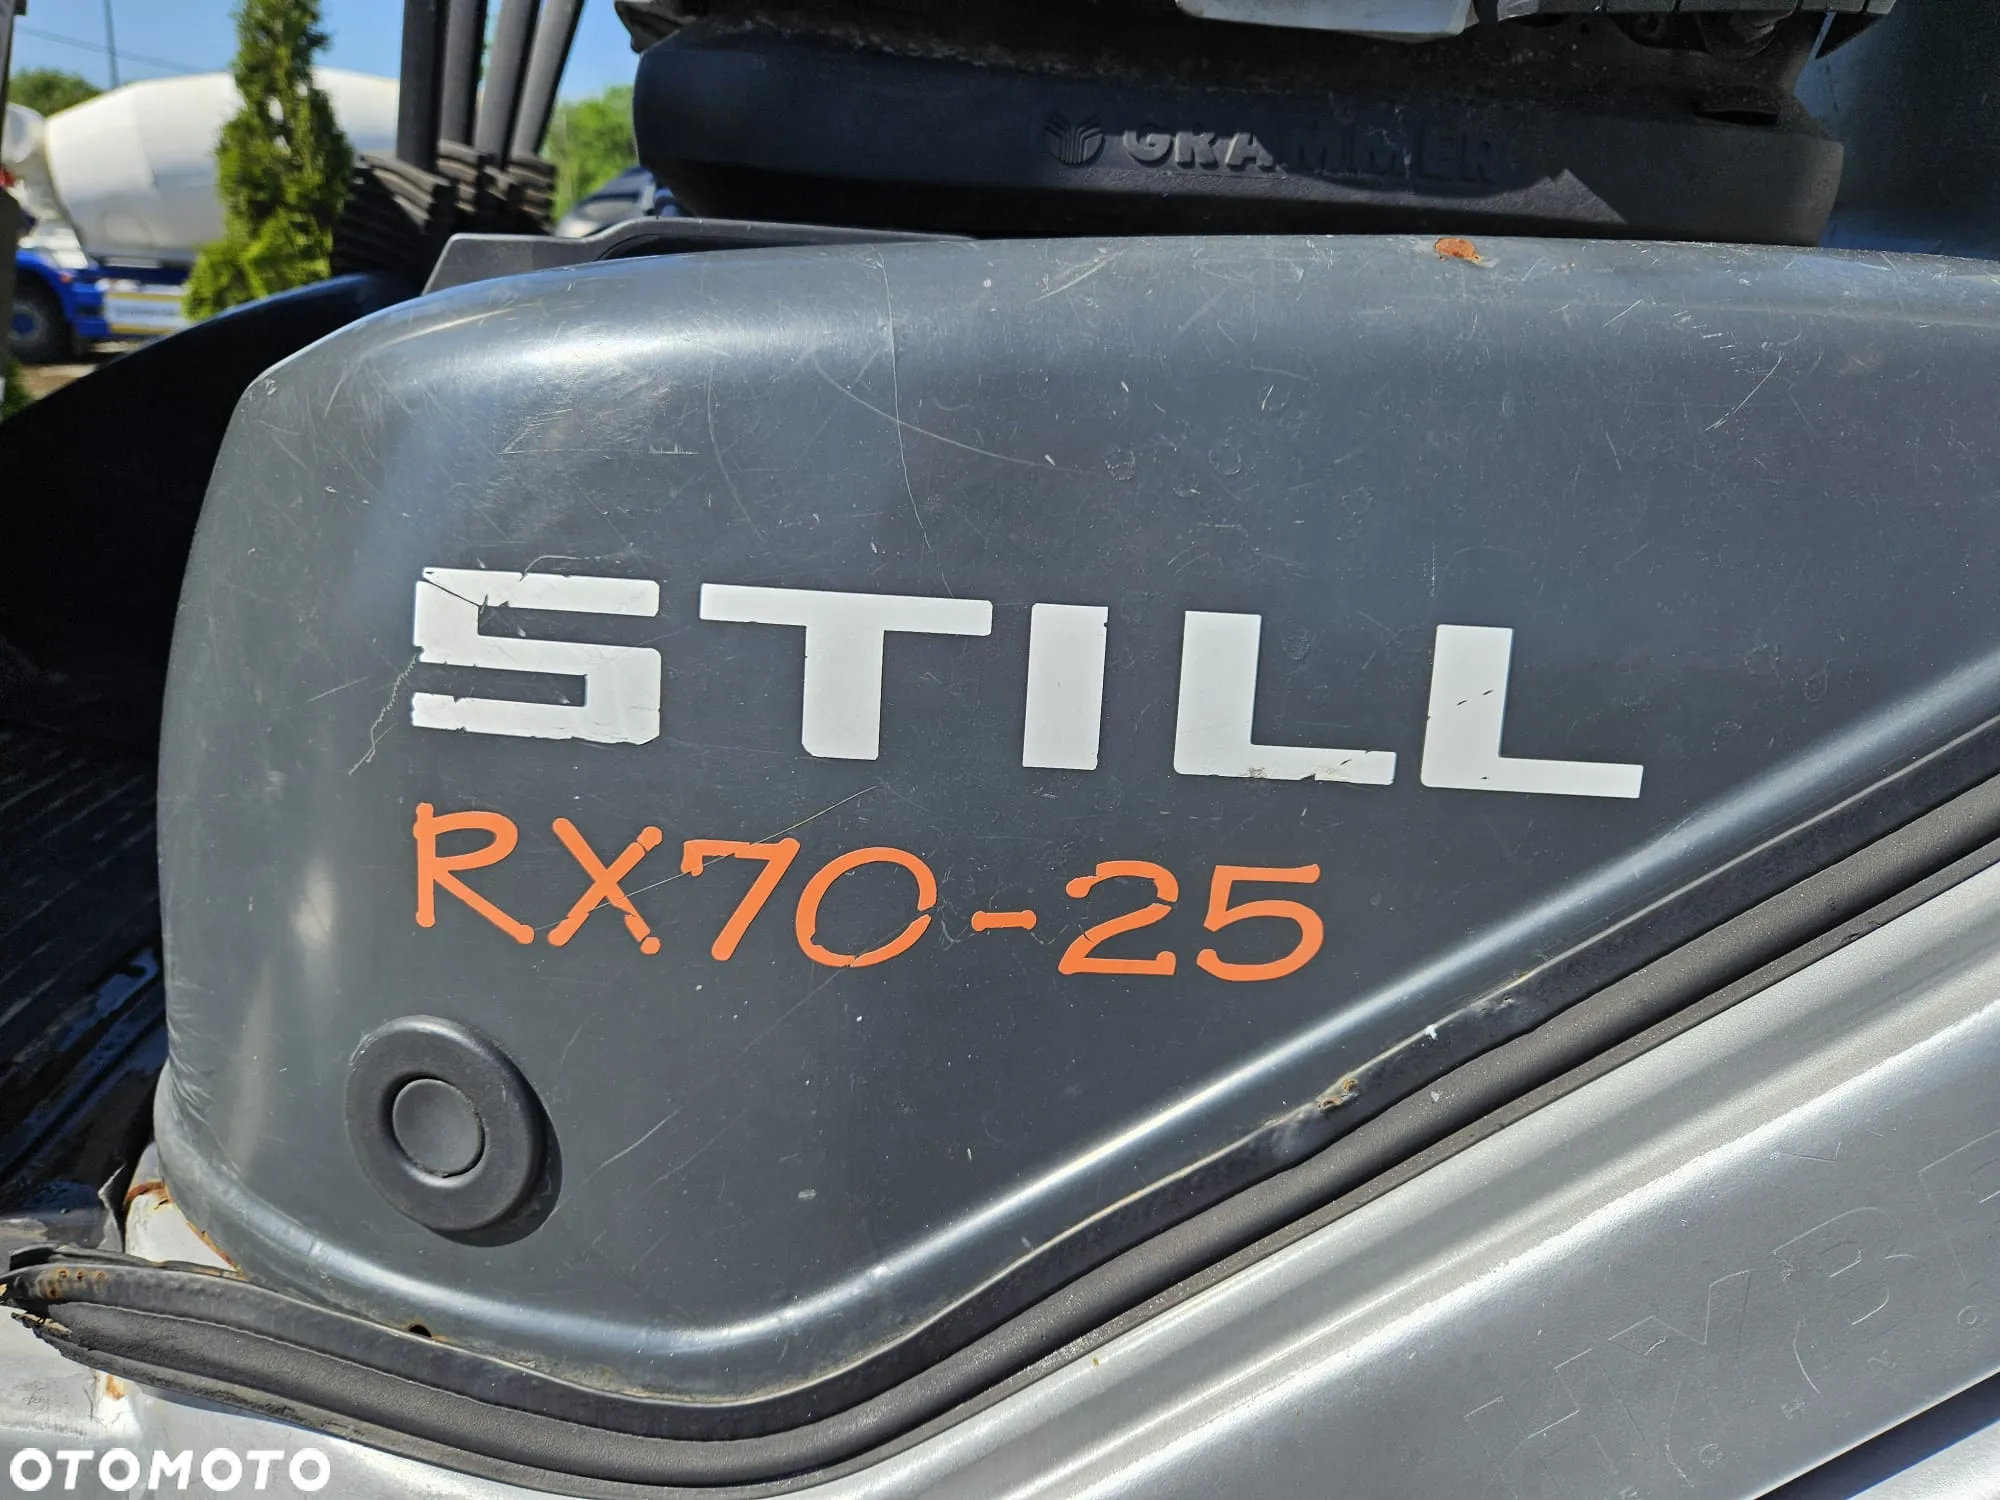 GRAMMER
STILL
RX70-25
OTOMOTO